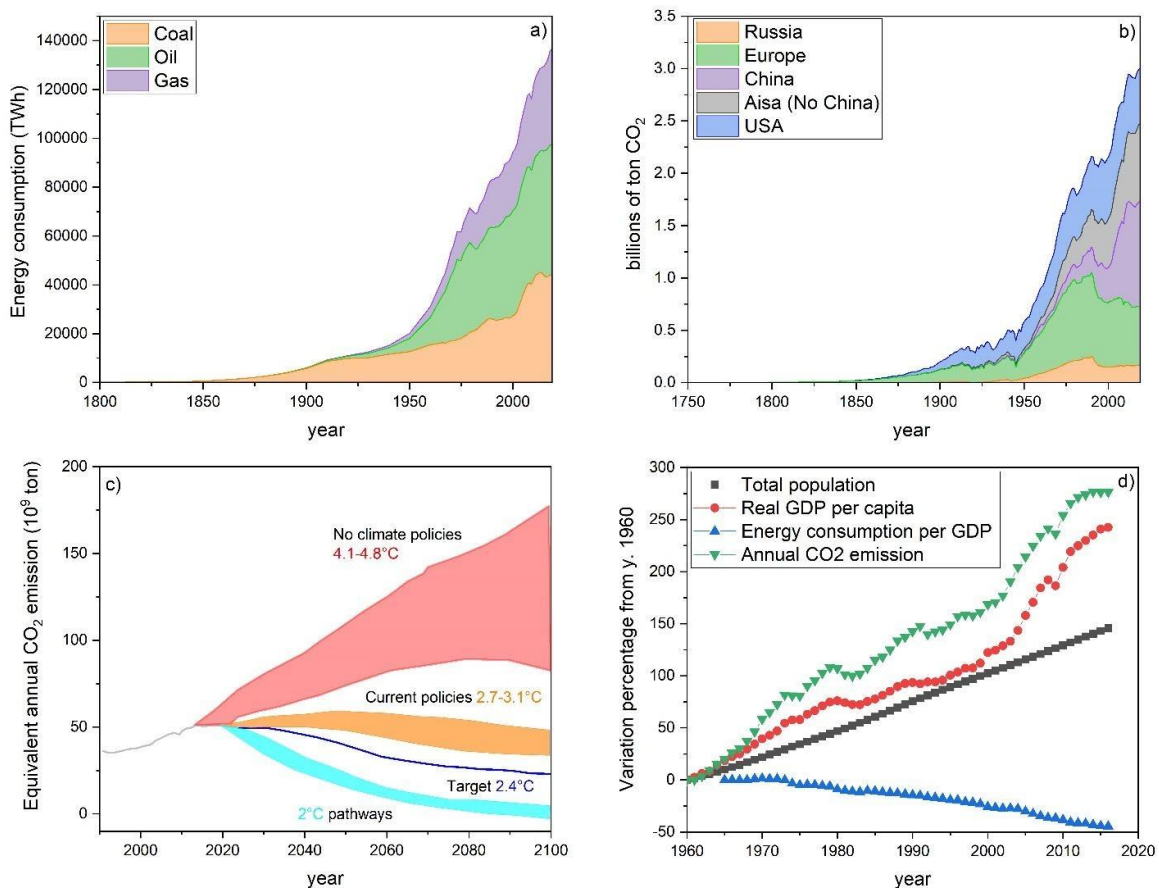 a)
Coal
Oil
Gas
140000
120000
100000
80000
60000
40000
20000
0
Energy consumption (TWh)
1800 1850 1900 1950 2000
year
b)
Russia
Europe
China
Aisa (No China)
USA
3.5
3.0
2.5
2.0
1.5
1.0
0.5
0.0
billions of ton CO₂
1750 1800 1850 1900 1950 2000
year
c)
200
150
100
50
0
Equivalent annual CO₂ emission (10⁹ ton)
No climate policies
4.1-4.8°C
Current policies 2.7-3.1°C
Target 2.4°C
2°C pathways
2000 2020 2040 2060 2080 2100
year
d)
Total population
Real GDP per capita
Energy consumption per GDP
Annual CO2 emission
300
250
200
150
100
50
0
-50
Variation percentage from y. 1960
1960 1970 1980 1990 2000 2010 2020
year